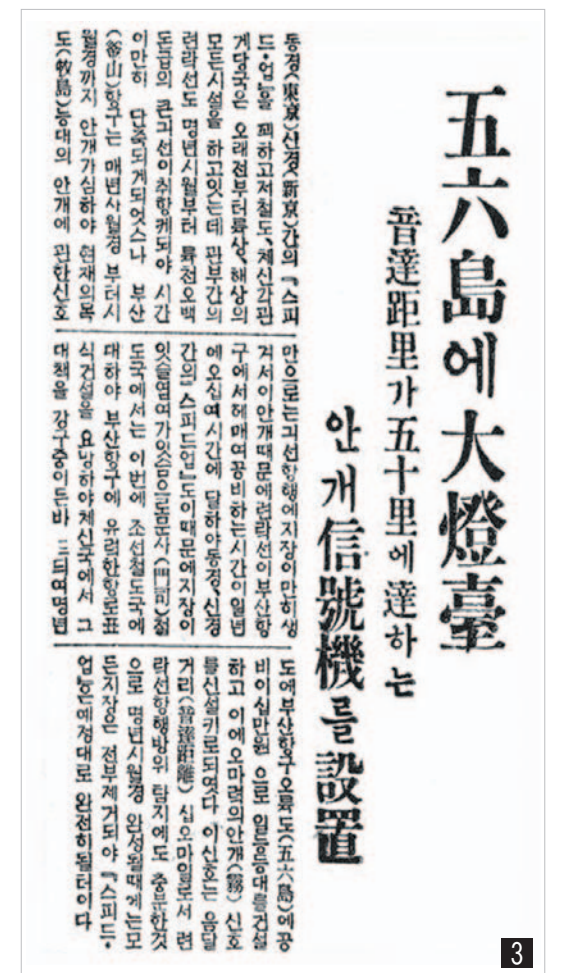 五六島에大燈臺
音達距里가五十里에達하는
안개信號機를設置
동경(東京)신경(新京)간의『스피
드·업』을 꾀하고저철도、체신각관
게당국은 오래전부터륙상、해상의
모든시설을 하고잇는데 관부간의
련락선도 명년시월부터 륙천오백
돈급의 큰긔선이취항케되야 시간
이만히 단축되게되엇스나 부산
(釜山)항구는 매년사월경 부터시
월경까지 안개가심하야 현재의목
도(牧島)등대의 안개에 관한신호
만으로는긔선항행에지장이만히생
겨서이안개때문에련락선이부산항
구에서헤매여공비하는시간이일년
에오십여시간에 달하야동경、신경
간의『스피드업』도이때문에지장이
잇슬염여가잇슴으로문사(門司)철
도국에서는 이번에 조선철도국에
대하야 부산항구에 유력한항로표
식건설을 요망하야체신국에서 그
대책을 강구중이든바 드듸여명년
도에부산항구오륙도(五六島)에공
비이십만원 으로 일등등대를건설
하고 이에오마력의안개(霧) 신호
를신설키로되엿다 이신호는 음달
거리(音達距離) 십오마일로서 련
락선항행방위 탐지에도 충분한것
으로 명년시월경 완성될때에는모
든지장은 전부제거되야 『스피드·
업』은예정대로 완전히될터이다
3